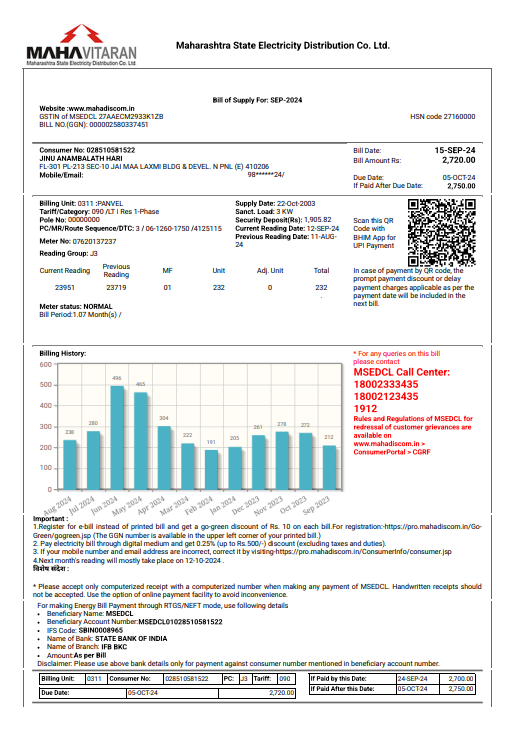 MAHAVITARAN
Maharashtra State Electricity Distribution Co. Ltd.
Maharashtra State Electricity Distribution Co. Ltd.
Bill of Supply For: SEP-2024
Website :www.mahadiscom.in
GSTIN of MSEDCL 27AAECM2933K1ZB
HSN code 27160000
BILL NO.(GGN): 000002580337451
Consumer No: 028510581522
JINU ANAMBALATH HARI
FL-301 PL-213 SEC-10 JAI MAA LAXMI BLDG & DEVEL. N PNL (E) 410206
Mobile/Email: 98******24/
Bill Date: 15-SEP-24
Bill Amount Rs: 2,720.00
Due Date: 05-OCT-24
If Paid After Due Date: 2,750.00
Billing Unit: 0311 :PANVEL
Tariff/Category: 090 /LT I Res 1-Phase
Pole No: 00000000
PC/MR/Route Sequence/DTC: 3 / 06-1260-1750 /4125115
Meter No: 07620137237
Reading Group: J3
Supply Date: 22-Oct-2003
Sanct. Load: 3 KW
Security Deposit(Rs): 1,905.82
Current Reading Date: 12-SEP-24
Previous Reading Date: 11-AUG-
24
Scan this QR
Code with
BHIM App for
UPI Payment
Current Reading Previous Reading MF Unit Adj. Unit Total
23951 23719 01 232 0 232
In case of payment by QR code, the
prompt payment discount or delay
payment charges applicable as per the
payment date will be included in the
next bill.
Meter status: NORMAL
Bill Period:1.07 Month(s) /
Billing History:
600
500
400
300
200
100
0
238 280 496 465 304 222 191 205 261 278 272 212
Aug 2024 Jul 2024 Jun 2024 May 2024 Apr 2024 Mar 2024 Feb 2024 Jan 2024 Dec 2023 Nov 2023 Oct 2023 Sep 2023
* For any queries on this bill
please contact
MSEDCL Call Center:
18002333435
18002123435
1912
Rules and Regulations of MSEDCL for
redressal of customer grievances are
available on
www.mahadiscom.in >
ConsumerPortal > CGRF
Important :
1.Register for e-bill instead of printed bill and get a go-green discount of Rs. 10 on each bill.For registration:-https://pro.mahadiscom.in/Go-
Green/gogreen.jsp (The GGN number is available in the upper left corner of your printed bill.)
2. Pay electricity bill through digital medium and get 0.25% (up to Rs.500/-) discount (excluding taxes and duties).
3. If your mobile number and email address are incorrect, correct it by visiting-https://pro.mahadiscom.in/ConsumerInfo/consumer.jsp
4.Next month's reading will mostly take place on 12-10-2024 .
विशेष संदेश :
* Please accept only computerized receipt with a computerized number when making any payment of MSEDCL. Handwritten receipts should
not be accepted. Use the option of online payment facility to avoid inconvenience.
For making Energy Bill Payment through RTGS/NEFT mode, use following details
• Beneficiary Name: MSEDCL
• Beneficiary Account Number:MSEDCL01028510581522
• IFS Code: SBIN0008965
• Name of Bank: STATE BANK OF INDIA
• Name of Branch: IFB BKC
• Amount:As per Bill
Disclaimer: Please use above bank details only for payment against consumer number mentioned in beneficiary account number.
Billing Unit: 0311 Consumer No: 028510581522 PC: J3 Tariff: 090
Due Date: 05-OCT-24 2,720.00
If Paid by this Date: 24-SEP-24 2,700.00
If Paid After this Date: 05-OCT-24 2,750.00